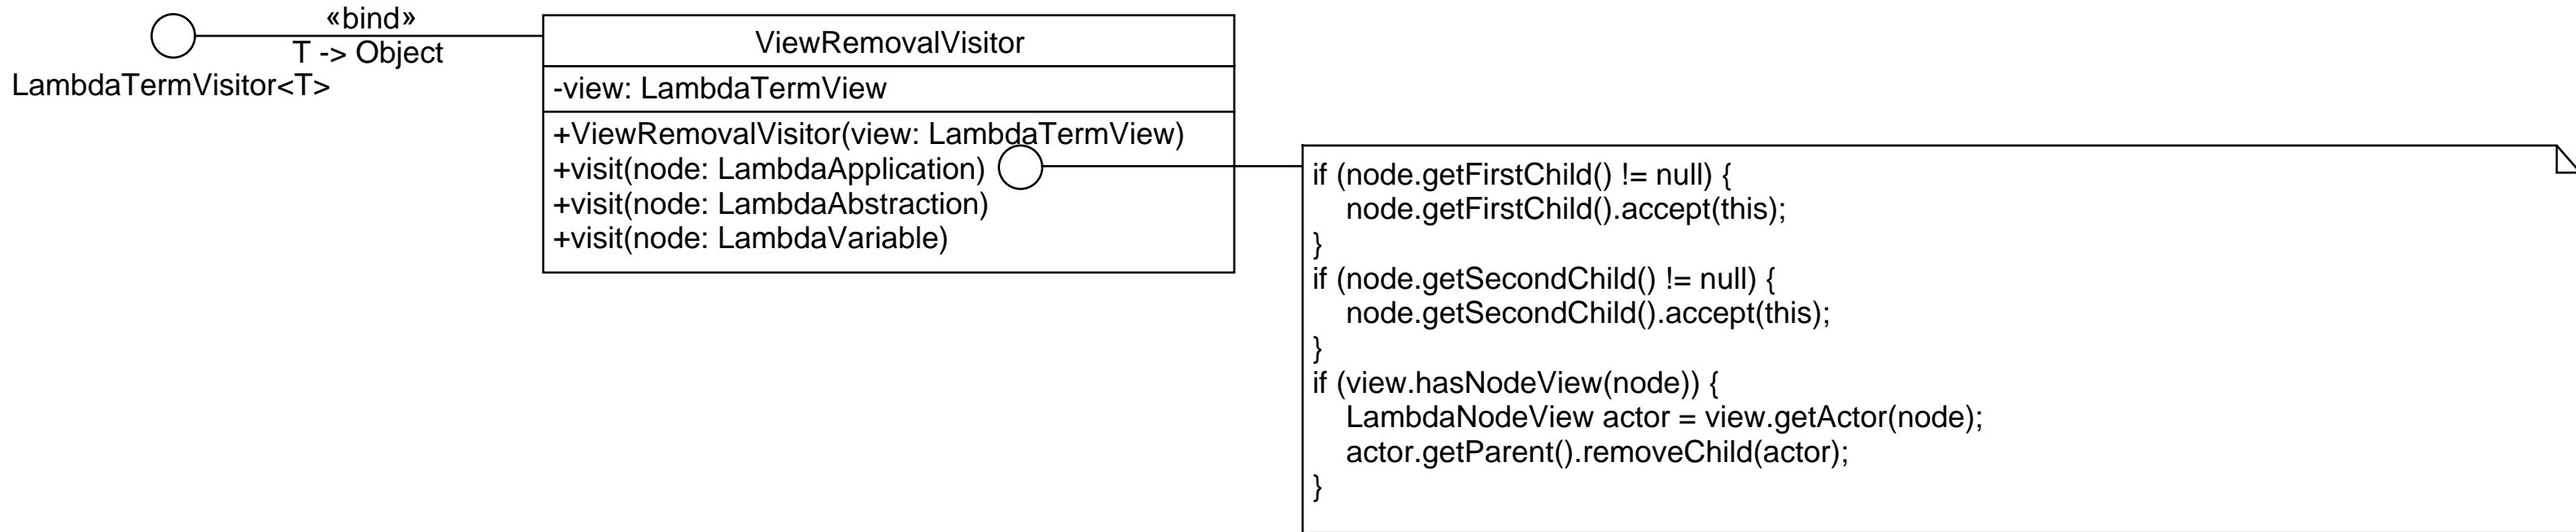 «bind»
T -> Object
LambdaTermVisitor<T>
ViewRemovalVisitor
-view: LambdaTermView
+ViewRemovalVisitor(view: LambdaTermView)
+visit(node: LambdaApplication)
+visit(node: LambdaAbstraction)
+visit(node: LambdaVariable)
if (node.getFirstChild() != null) {
    node.getFirstChild().accept(this);
}
if (node.getSecondChild() != null) {
    node.getSecondChild().accept(this);
}
if (view.hasNodeView(node)) {
    LambdaNodeView actor = view.getActor(node);
    actor.getParent().removeChild(actor);
}